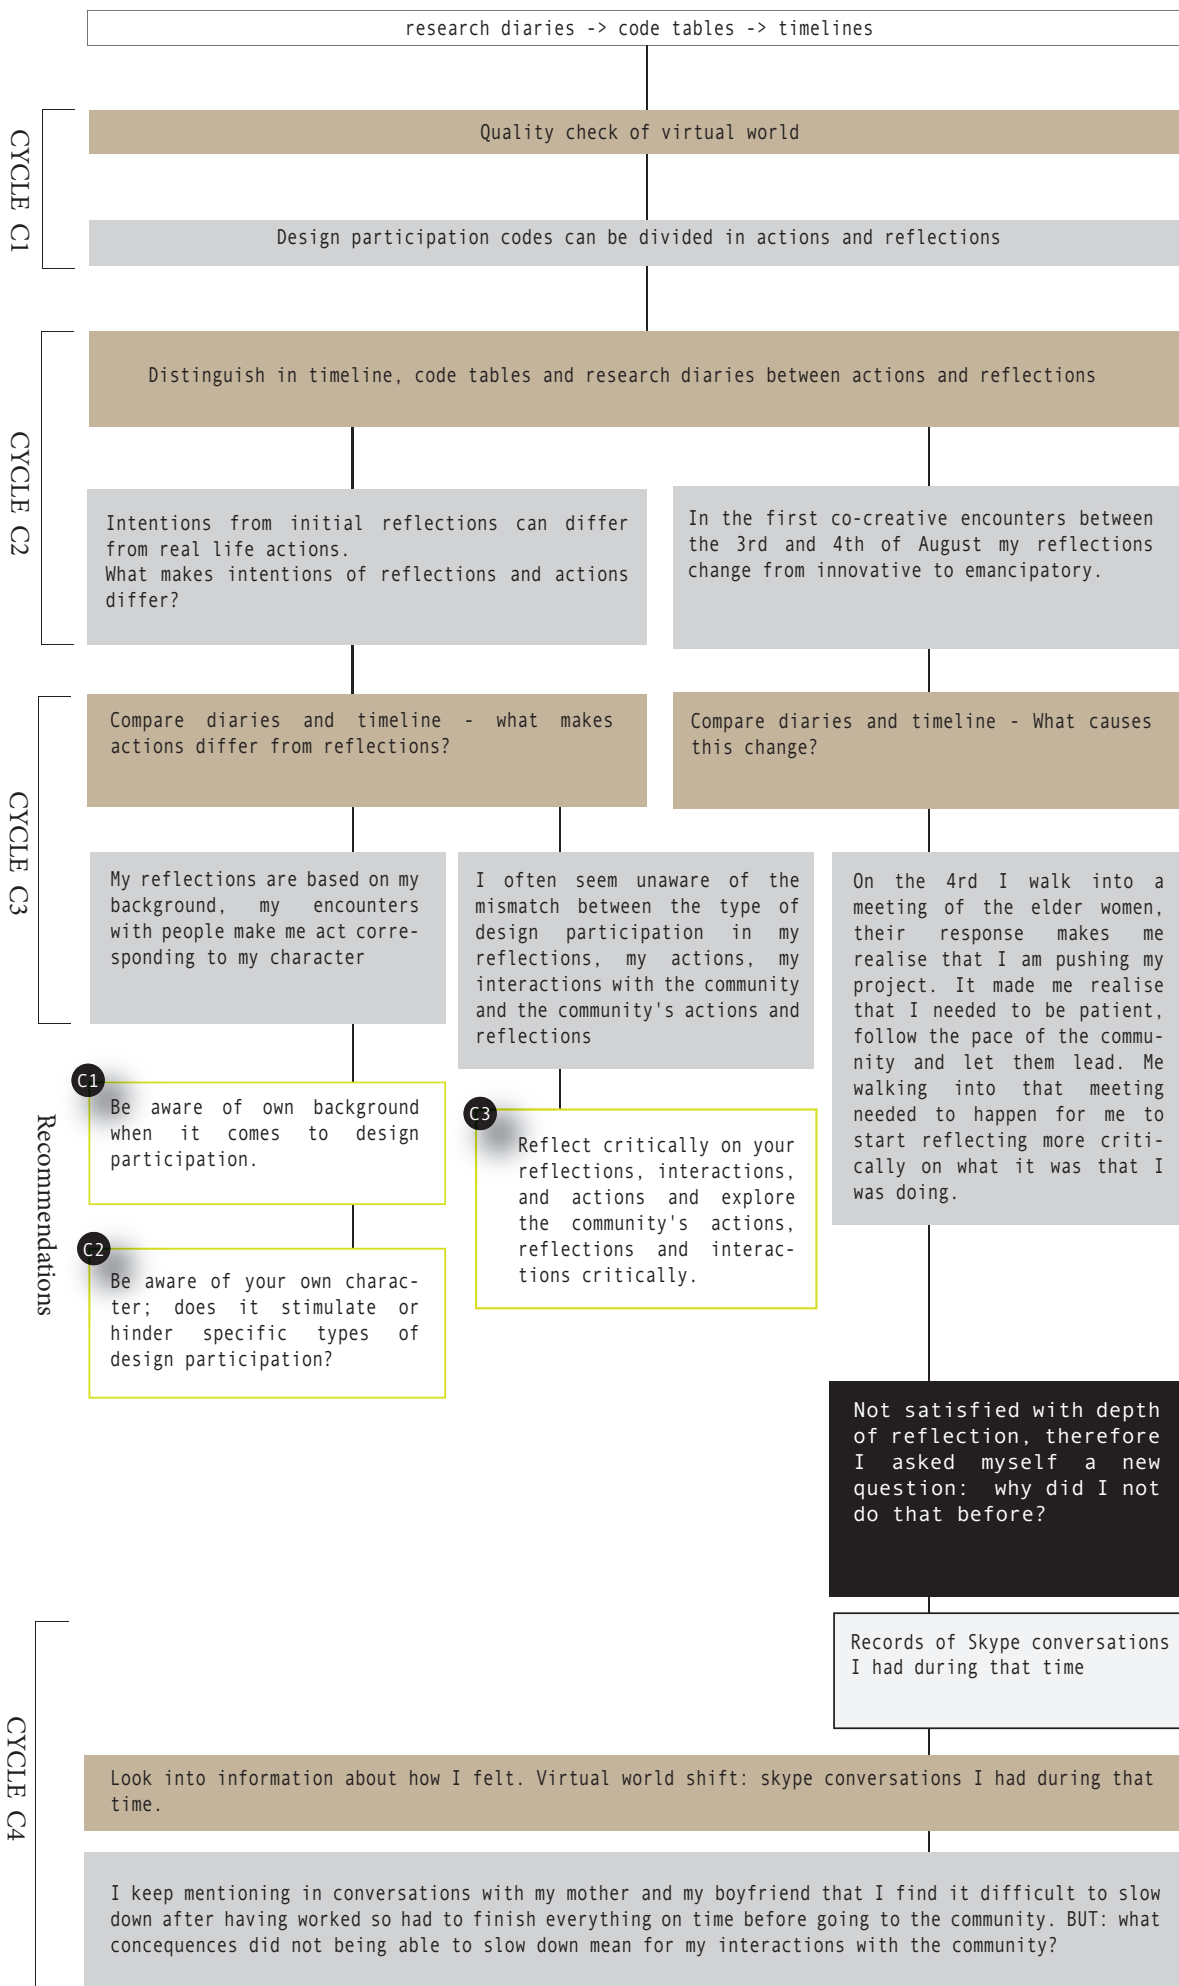 research diaries -> code tables -> timelines
CYCLE C1
Quality check of virtual world
Design participation codes can be divided in actions and reflections
CYCLE C2
Distinguish in timeline, code tables and research diaries between actions and reflections
Intentions from initial reflections can differ
from real life actions.
What makes intentions of reflections and actions
differ?
In the first co-creative encounters between
the 3rd and 4th of August my reflections
change from innovative to emancipatory.
CYCLE C3
Compare diaries and timeline - what makes
actions differ from reflections?
Compare diaries and timeline - What causes
this change?
My reflections are based on my
background, my encounters
with people make me act corre-
sponding to my character
I often seem unaware of the
mismatch between the type of
design participation in my
reflections, my actions, my
interactions with the community
and the community's actions and
reflections
On the 4rd I walk into a
meeting of the elder women,
their response makes me
realise that I am pushing my
project. It made me realise
that I needed to be patient,
follow the pace of the commu-
nity and let them lead. Me
walking into that meeting
needed to happen for me to
start reflecting more criti-
cally on what it was that I
was doing.
Recommendations
C1
Be aware of own background
when it comes to design
participation.
C2
Be aware of your own charac-
ter; does it stimulate or
hinder specific types of
design participation?
C3
Reflect critically on your
reflections, interactions,
and actions and explore
the community's actions,
reflections and interac-
tions critically.
Not satisfied with depth
of reflection, therefore
I asked myself a new
question: why did I not
do that before?
CYCLE C4
Records of Skype conversations
I had during that time
Look into information about how I felt. Virtual world shift: skype conversations I had during that
time.
I keep mentioning in conversations with my mother and my boyfriend that I find it difficult to slow
down after having worked so had to finish everything on time before going to the community. BUT: what
concequences did not being able to slow down mean for my interactions with the community?